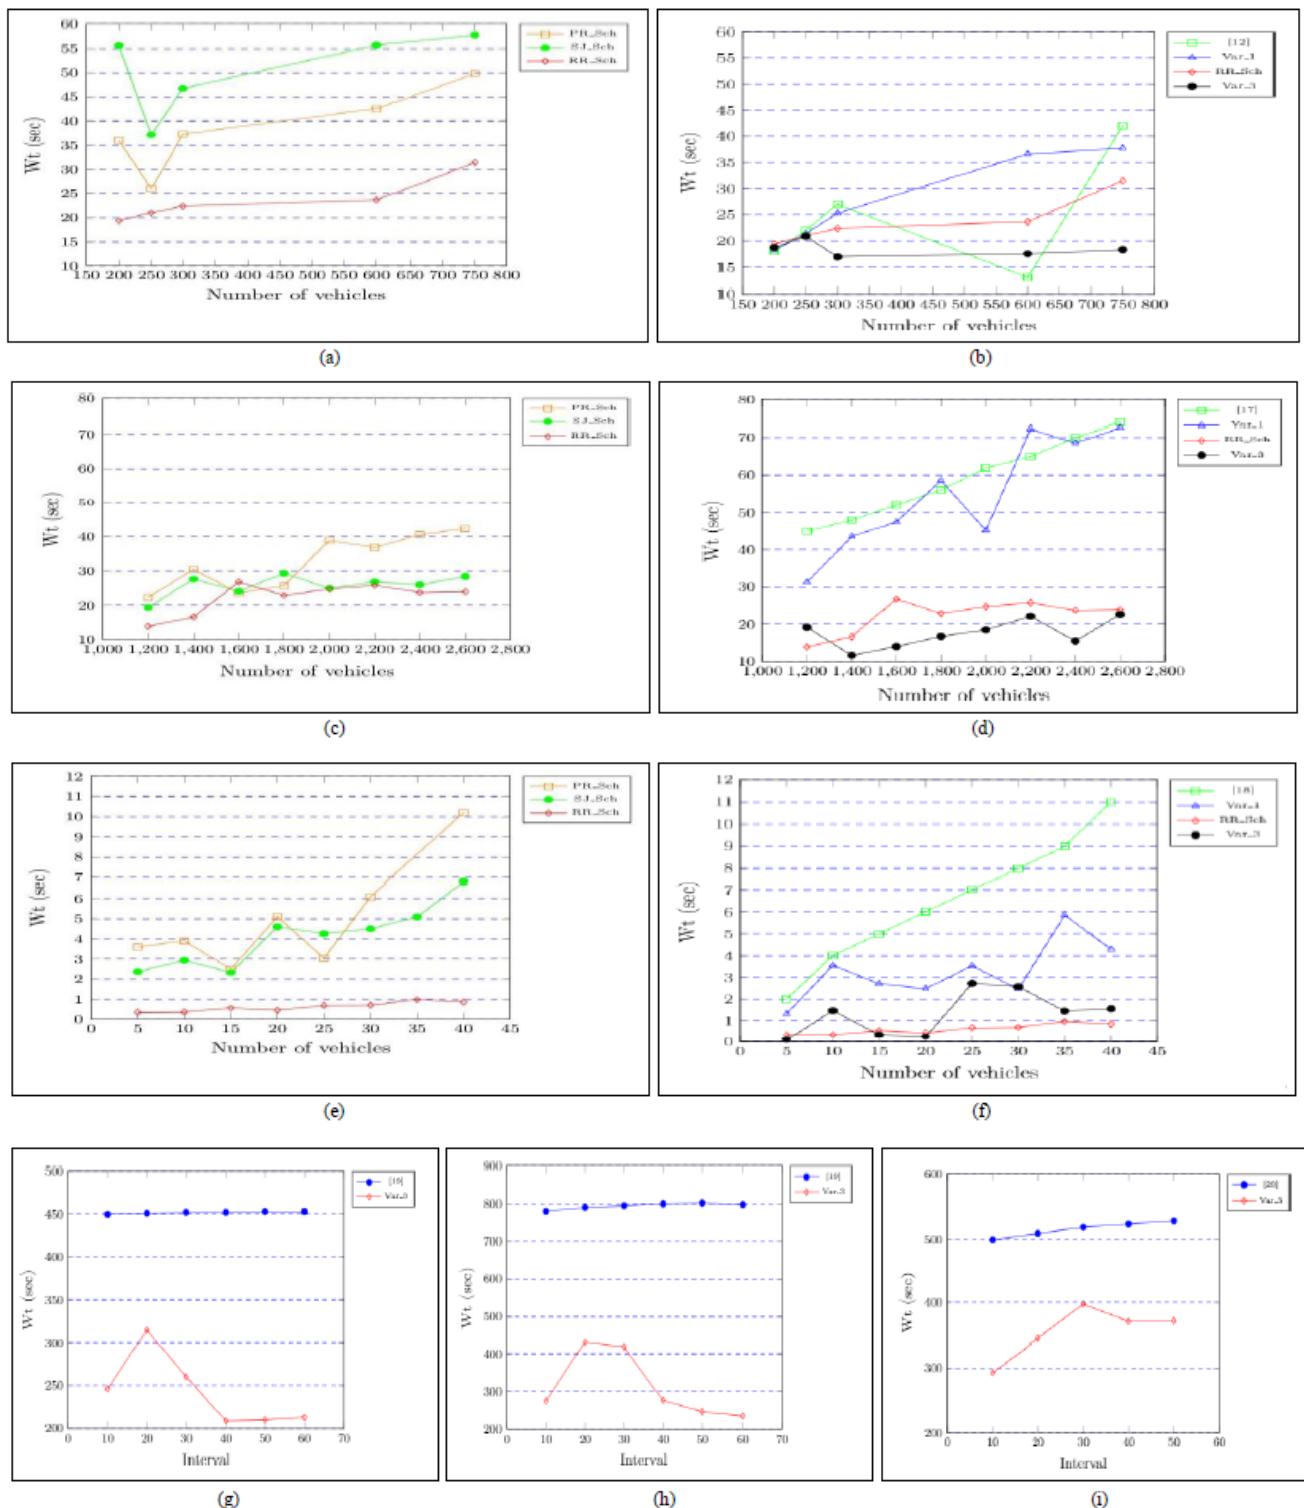 60
55
50
45
40
35
30
25
20
15
10
Wt (sec)
150 200 250 300 350 400 450 500 550 600 650 700 750 800
Number of vehicles
PR_Sch
SJ_Sch
RR_Sch
(a)
60
55
50
45
40
35
30
25
20
15
10
Wt (sec)
150 200 250 300 350 400 450 500 550 600 650 700 750 800
Number of vehicles
[12]
Var_1
RR_Sch
Var_3
(b)
80
70
60
50
40
30
20
10
Wt (sec)
1,000 1,200 1,400 1,600 1,800 2,000 2,200 2,400 2,600 2,800
Number of vehicles
PR_Sch
SJ_Sch
RR_Sch
(c)
80
70
60
50
40
30
20
10
Wt (sec)
1,000 1,200 1,400 1,600 1,800 2,000 2,200 2,400 2,600 2,800
Number of vehicles
[17]
Var_1
RR_Sch
Var_3
(d)
12
11
10
9
8
7
6
5
4
3
2
1
0
Wt (sec)
0 5 10 15 20 25 30 35 40 45
Number of vehicles
PR_Sch
SJ_Sch
RR_Sch
(e)
12
11
10
9
8
7
6
5
4
3
2
1
0
Wt (sec)
0 5 10 15 20 25 30 35 40 45
Number of vehicles
[18]
Var_1
RR_Sch
Var_3
(f)
500
450
400
350
300
250
200
Wt (sec)
0 10 20 30 40 50 60 70
Interval
[19]
Var_3
(g)
900
800
700
600
500
400
300
200
Wt (sec)
0 10 20 30 40 50 60 70
Interval
[19]
Var_3
(h)
600
500
400
300
200
Wt (sec)
0 10 20 30 40 50 60
Interval
[20]
Var_3
(i)